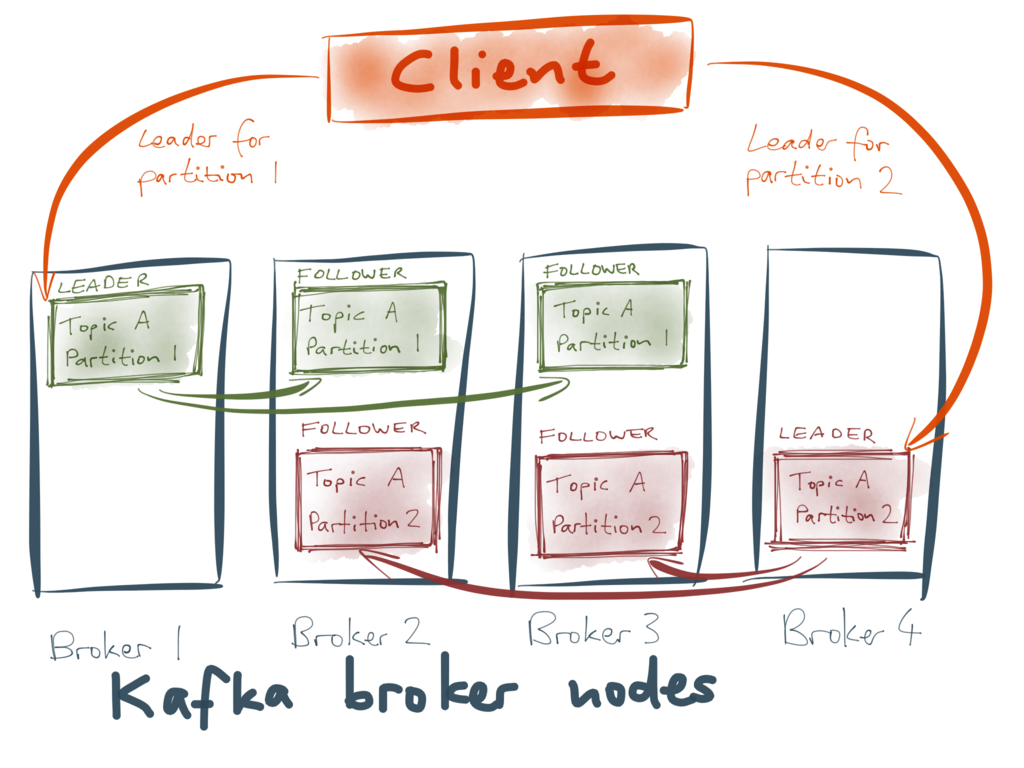 Client
Leader for
partition 1
Leader for
partition 2
LEADER
Topic A
Partition 1
FOLLOWER
Topic A
Partition 1
FOLLOWER
Topic A
Partition 1
FOLLOWER
Topic A
Partition 2
FOLLOWER
Topic A
Partition 2
LEADER
Topic A
Partition 2
Broker 1
Broker 2
Broker 3
Broker 4
Kafka broker nodes